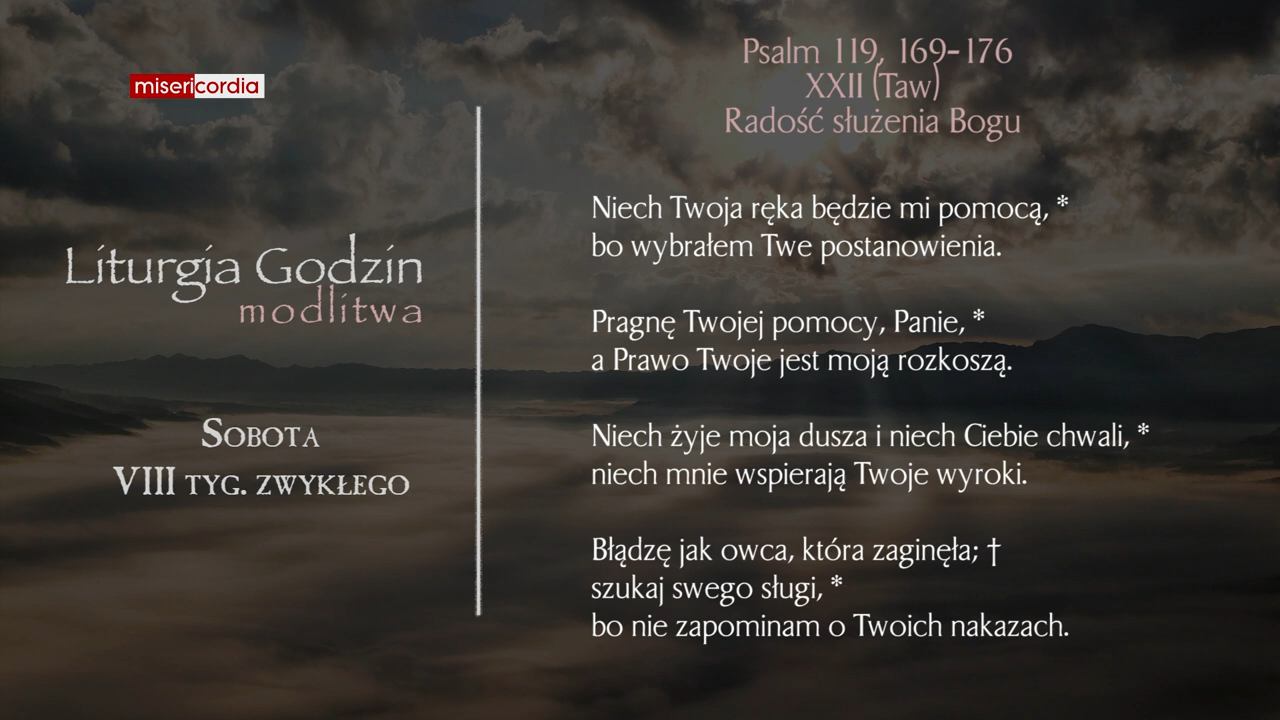 misericordia
Liturgia Godzin
modlitwa
Sobota
VIII tyg. zwykłego
Psalm 119, 169-176
XXII (Taw)
Radość służenia Bogu
Niech Twoja ręka będzie mi pomocą, *
bo wybrałem Twe postanowienia.
Pragnę Twojej pomocy, Panie, *
a Prawo Twoje jest moją rozkoszą.
Niech żyje moja dusza i niech Ciebie chwali, *
niech mnie wspierają Twoje wyroki.
Błądzę jak owca, która zaginęła; †
szukaj swego sługi, *
bo nie zapominam o Twoich nakazach.